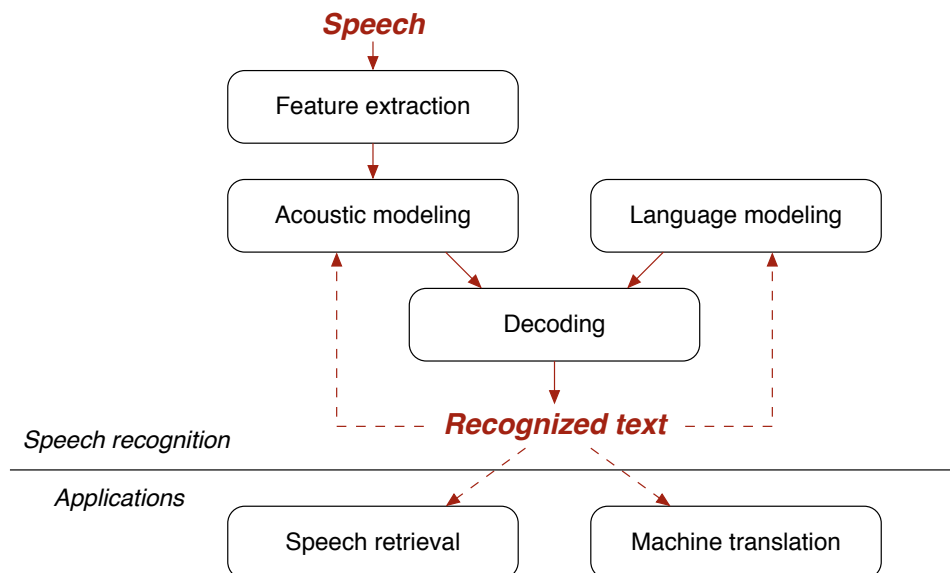 Speech
Feature extraction
Acoustic modeling
Language modeling
Decoding
Recognized text
Speech recognition
Applications
Speech retrieval
Machine translation